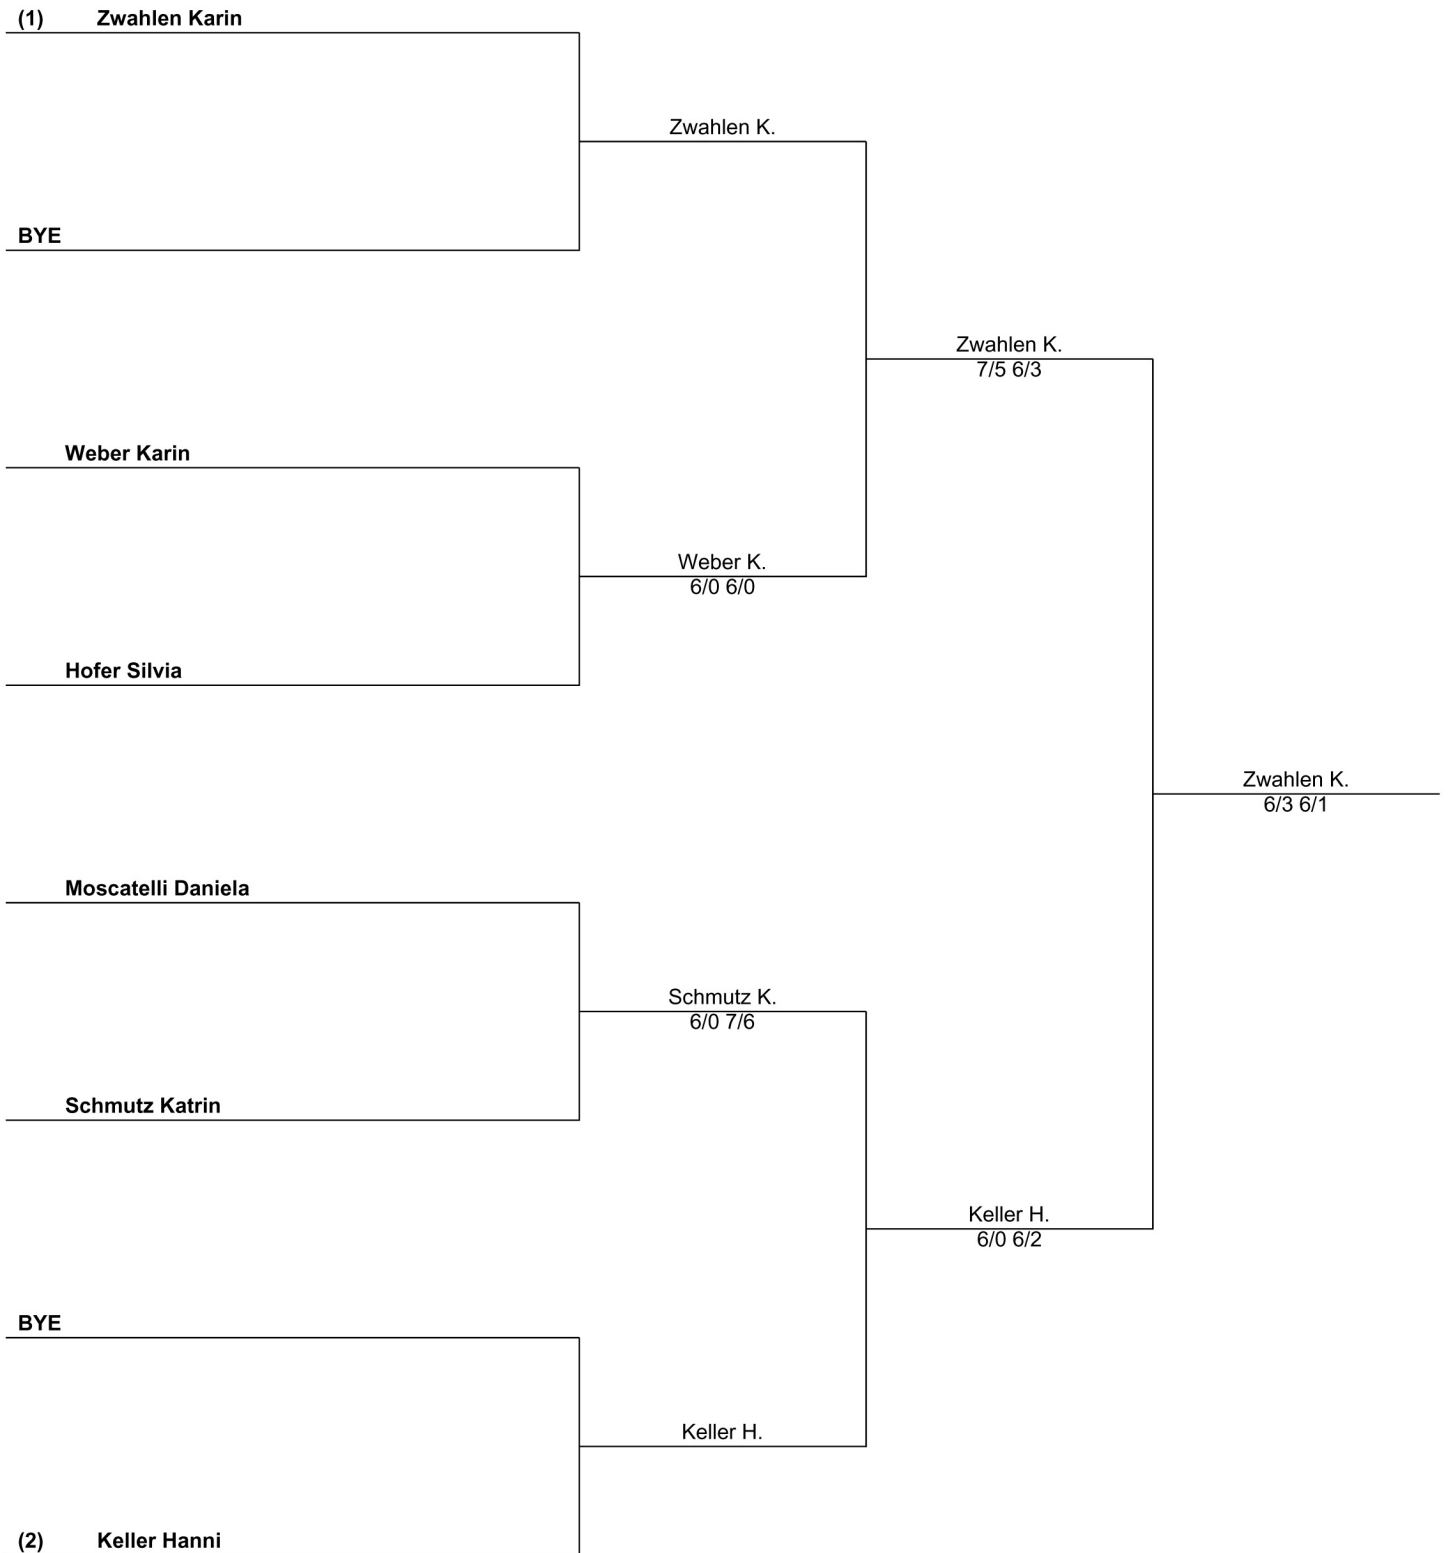 (1) Zwahlen Karin
Zwahlen K.
BYE
Zwahlen K.
7/5 6/3
Weber Karin
Weber K.
6/0 6/0
Hofer Silvia
Zwahlen K.
6/3 6/1
Moscatelli Daniela
Schmutz K.
6/0 7/6
Schmutz Katrin
Keller H.
6/0 6/2
BYE
Keller H.
(2) Keller Hanni